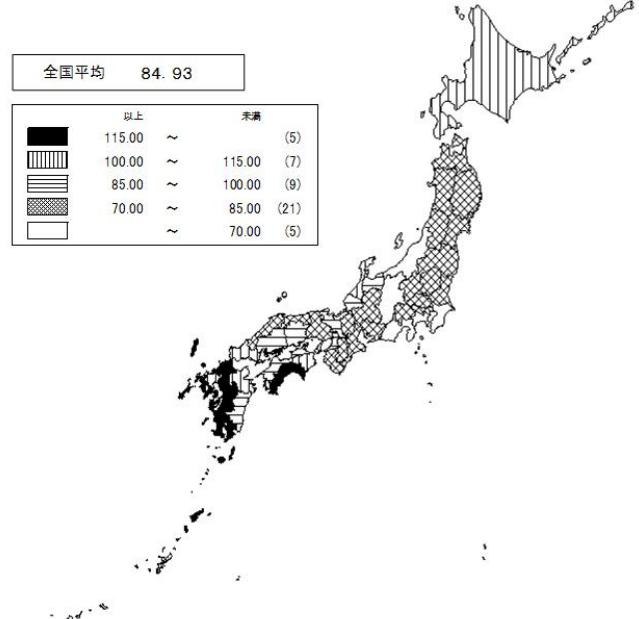 全国平均 84.93
以上 未満
115.00 ～ (5)
100.00 ～ 115.00 (7)
85.00 ～ 100.00 (9)
70.00 ～ 85.00 (21)
～ 70.00 (5)